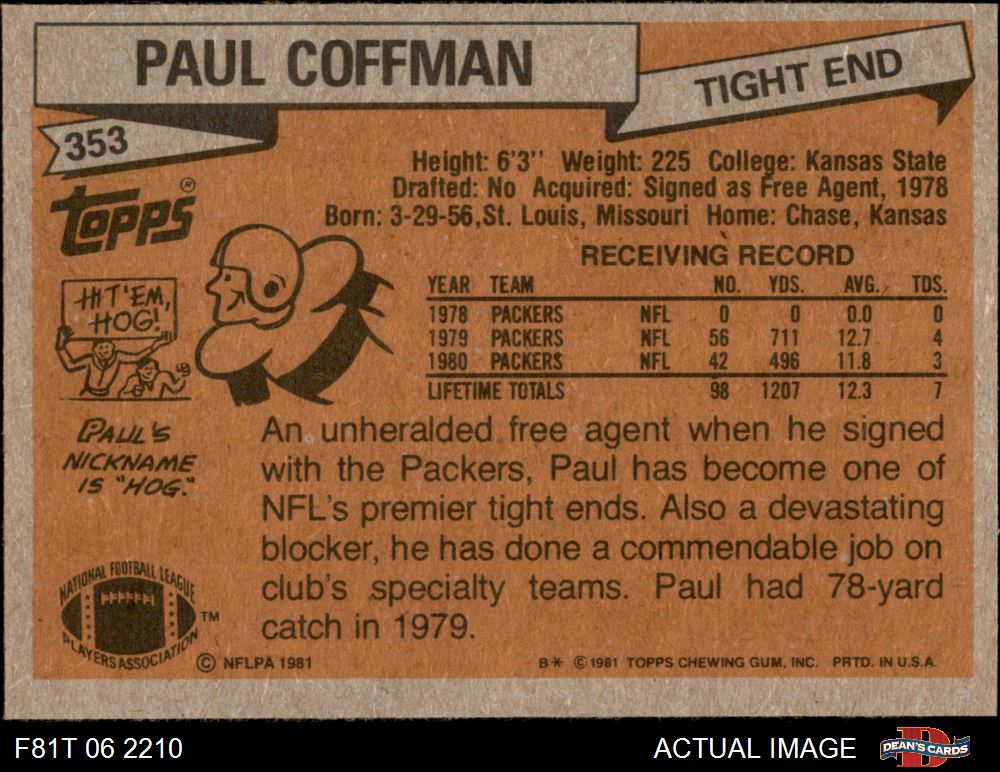 PAUL COFFMAN
TIGHT END
353
TOPPS®
Height: 6'3'' Weight: 225 College: Kansas State
Drafted: No Acquired: Signed as Free Agent, 1978
Born: 3-29-56, St. Louis, Missouri Home: Chase, Kansas
RECEIVING RECORD
YEAR TEAM NO. YDS. AVG. TDS.
1978 PACKERS NFL 0 0 0.0 0
1979 PACKERS NFL 56 711 12.7 4
1980 PACKERS NFL 42 496 11.8 3
LIFETIME TOTALS 98 1207 12.3 7
HIT 'EM,
HOG!
PAUL'S
NICKNAME
IS "HOG."
An unheralded free agent when he signed
with the Packers, Paul has become one of
NFL's premier tight ends. Also a devastating
blocker, he has done a commendable job on
club's specialty teams. Paul had 78-yard
catch in 1979.
NATIONAL FOOTBALL LEAGUE
PLAYERS ASSOCIATION
TM
© NFLPA 1981
B* © 1981 TOPPS CHEWING GUM, INC. PRTD. IN U.S.A.
F81T 06 2210
ACTUAL IMAGE
D
DEAN'S CARDS